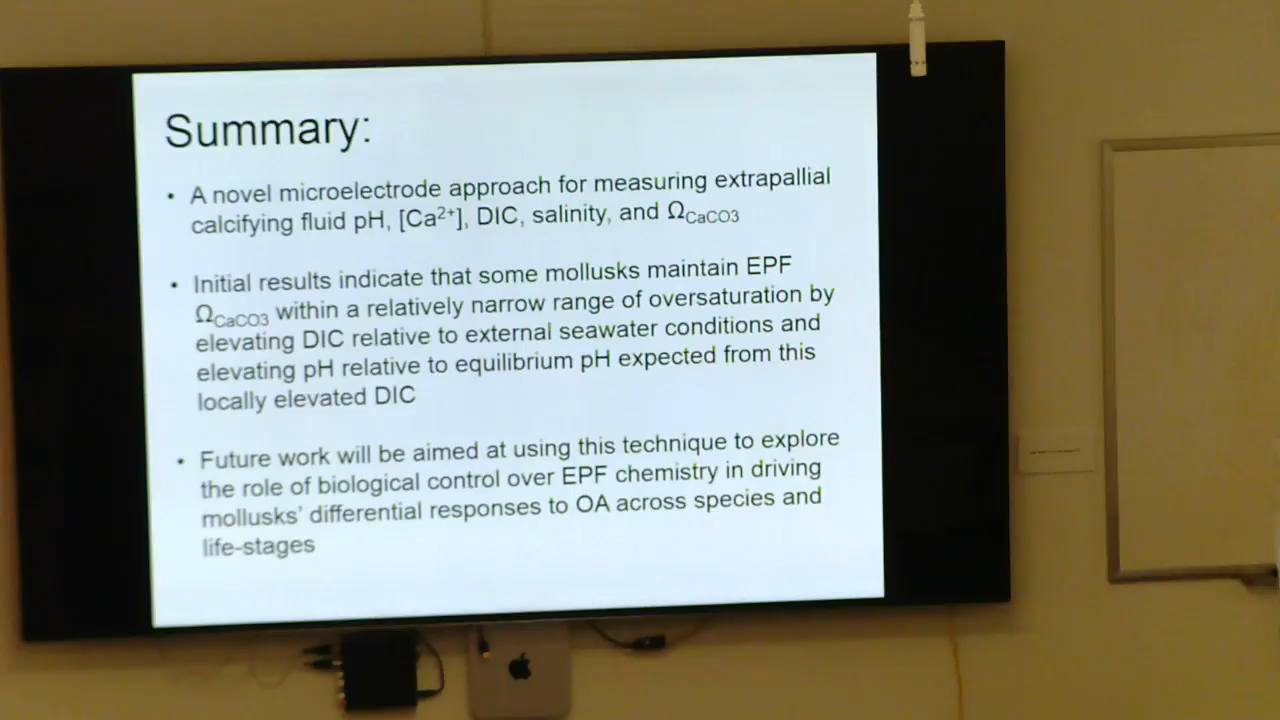 Summary:
• A novel microelectrode approach for measuring extrapallial
calcifying fluid pH, [Ca²⁺], DIC, salinity, and ΩCaCO3
• Initial results indicate that some mollusks maintain EPF
ΩCaCO3 within a relatively narrow range of oversaturation by
elevating DIC relative to external seawater conditions and
elevating pH relative to equilibrium pH expected from this
locally elevated DIC
• Future work will be aimed at using this technique to explore
the role of biological control over EPF chemistry in driving
mollusks' differential responses to OA across species and
life-stages